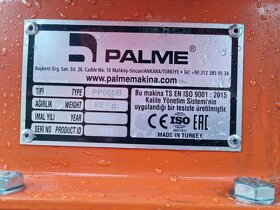 PALME
www.palmemakina.com
Başkent Org. San. Sit. 26. Cadde No: 10 Malıköy-Sincan/ANKARA/TÜRKİYE • Tel: +90 312 385 95 34
TİPİ TYPE PP900B
AĞIRLIK WEIGHT
İMAL YILI YEAR
SERİ NO PRODUCT ID
Bu makina TS EN ISO 9001 : 2015
Kalite Yönetim Sistemi'nin
uygulandığı bir tesiste üretilmiştir.
ISO
CE
EAC
MADE IN TURKEY